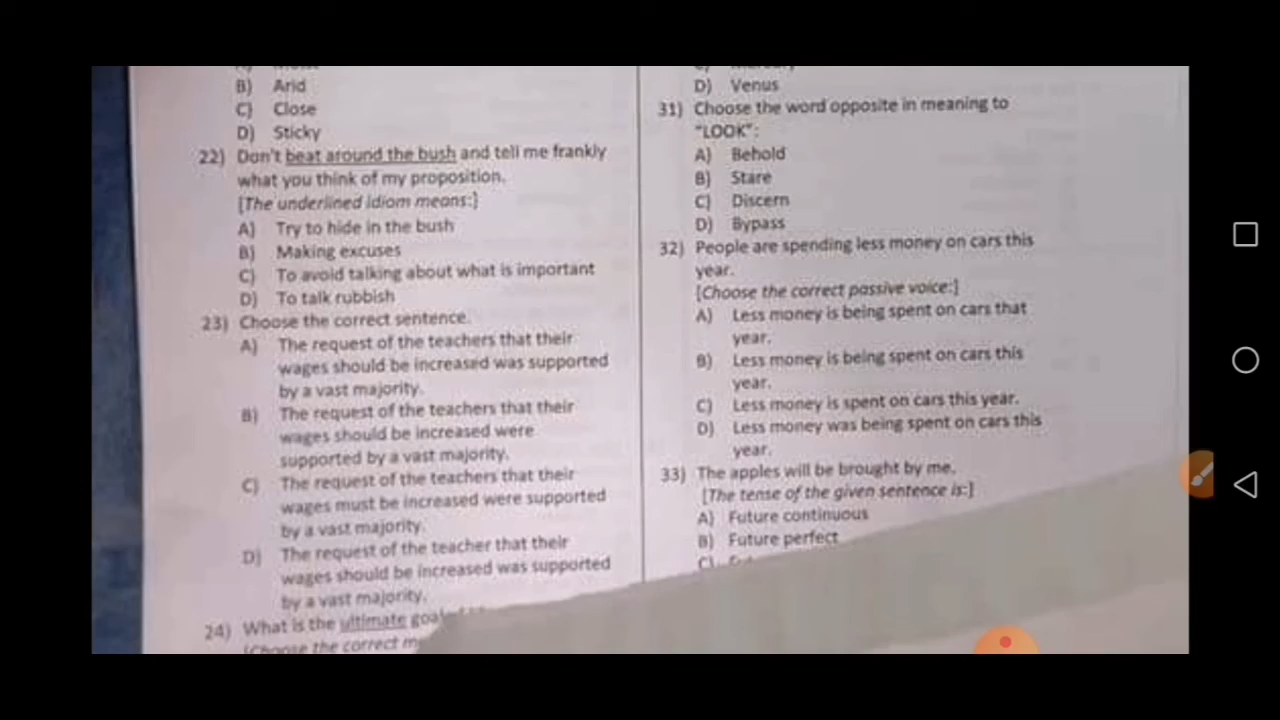 B) Arid
C) Close
D) Sticky
22) Don't beat around the bush and tell me frankly
what you think of my proposition.
[The underlined idiom means:]
A) Try to hide in the bush
B) Making excuses
C) To avoid talking about what is important
D) To talk rubbish
23) Choose the correct sentence.
A) The request of the teachers that their
wages should be increased was supported
by a vast majority.
B) The request of the teachers that their
wages should be increased were
supported by a vast majority.
C) The request of the teachers that their
wages must be increased were supported
by a vast majority.
D) The request of the teacher that their
wages should be increased was supported
by a vast majority.
24) What is the ultimate goal
(Choose the correct
D) Venus
31) Choose the word opposite in meaning to
"LOOK":
A) Behold
B) Stare
C) Discern
D) Bypass
32) People are spending less money on cars this
year.
[Choose the correct passive voice:]
A) Less money is being spent on cars that
year.
B) Less money is being spent on cars this
year.
C) Less money is spent on cars this year.
D) Less money was being spent on cars this
year.
33) The apples will be brought by me.
[The tense of the given sentence is:]
A) Future continuous
B) Future perfect
C)